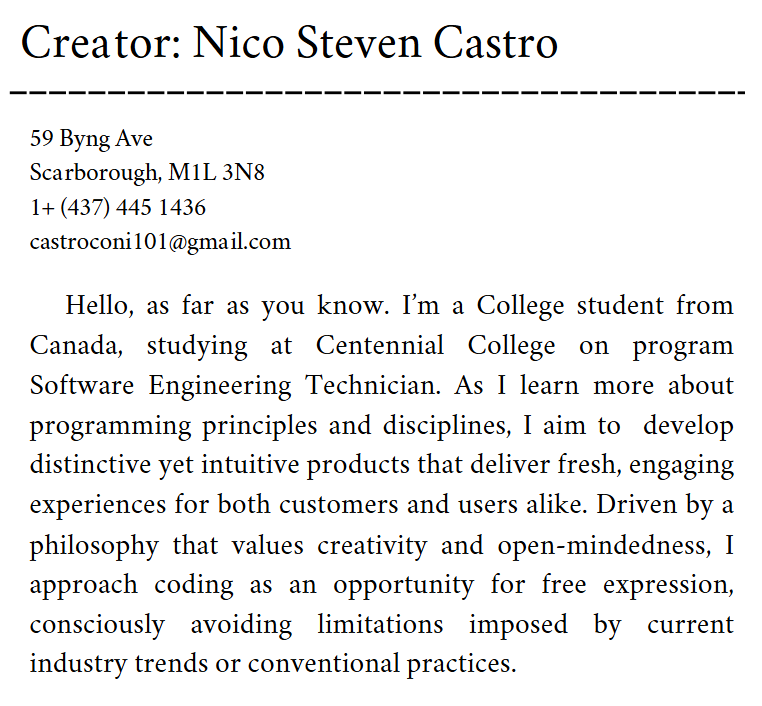 Creator: Nico Steven Castro
59 Byng Ave
Scarborough, M1L 3N8
1+ (437) 445 1436
castroconi101@gmail.com
Hello, as far as you know. I’m a College student from
Canada, studying at Centennial College on program
Software Engineering Technician. As I learn more about
programming principles and disciplines, I aim to develop
distinctive yet intuitive products that deliver fresh, engaging
experiences for both customers and users alike. Driven by a
philosophy that values creativity and open-mindedness, I
approach coding as an opportunity for free expression,
consciously avoiding limitations imposed by current
industry trends or conventional practices.